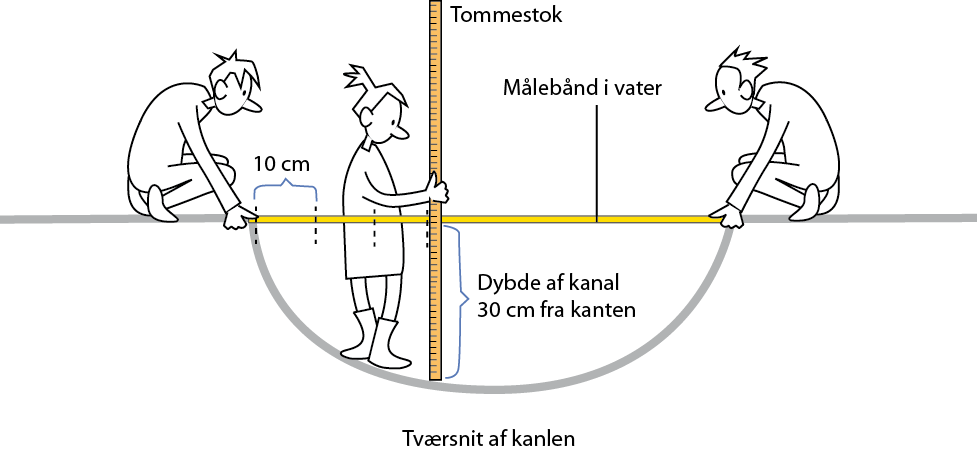 Tommestok
Målebånd i vater
10 cm
Dybde af kanal
30 cm fra kanten
Tværsnit af kanlen